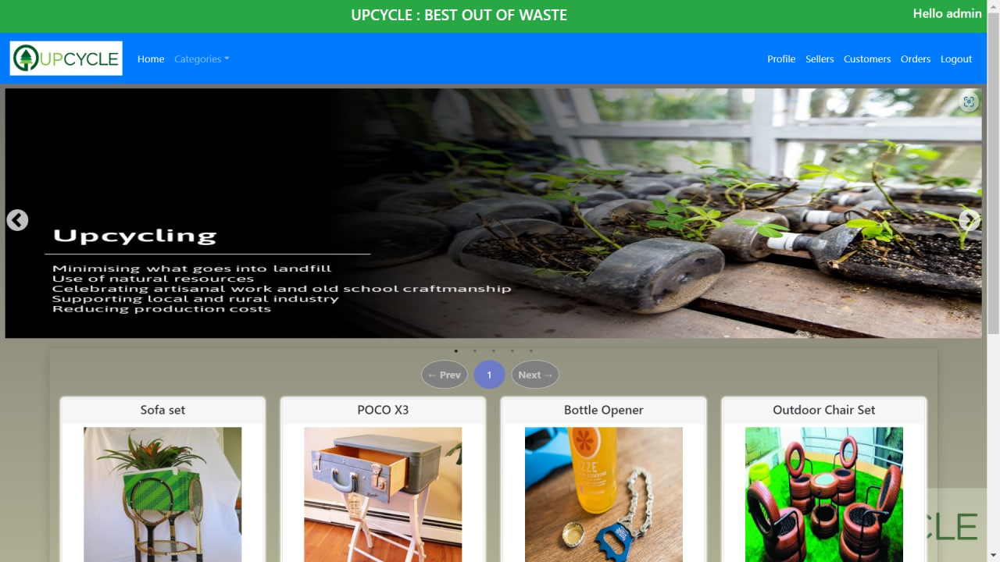 UPCYCLE : BEST OUT OF WASTE
Hello admin
UPCYCLE
Home
Categories
Profile
Sellers
Customers
Orders
Logout
Upcycling
Minimising what goes into landfill
Use of natural resources
Celebrating artisanal work and old school craftmanship
Supporting local and rural industry
Reducing production costs
← Prev
1
Next →
Sofa set
POCO X3
Bottle Opener
Outdoor Chair Set
IZZE
CLE